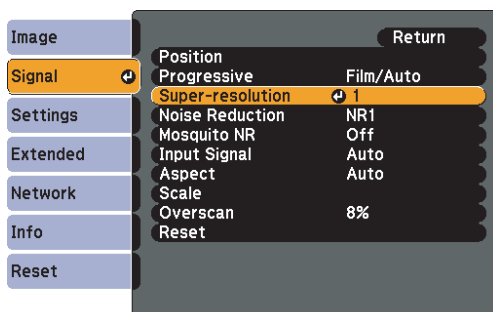 Image
Signal
Settings
Extended
Network
Info
Reset
Return
Position
Progressive Film/Auto
Super-resolution 1
Noise Reduction NR1
Mosquito NR Off
Input Signal Auto
Aspect Auto
Scale
Overscan 8%
Reset